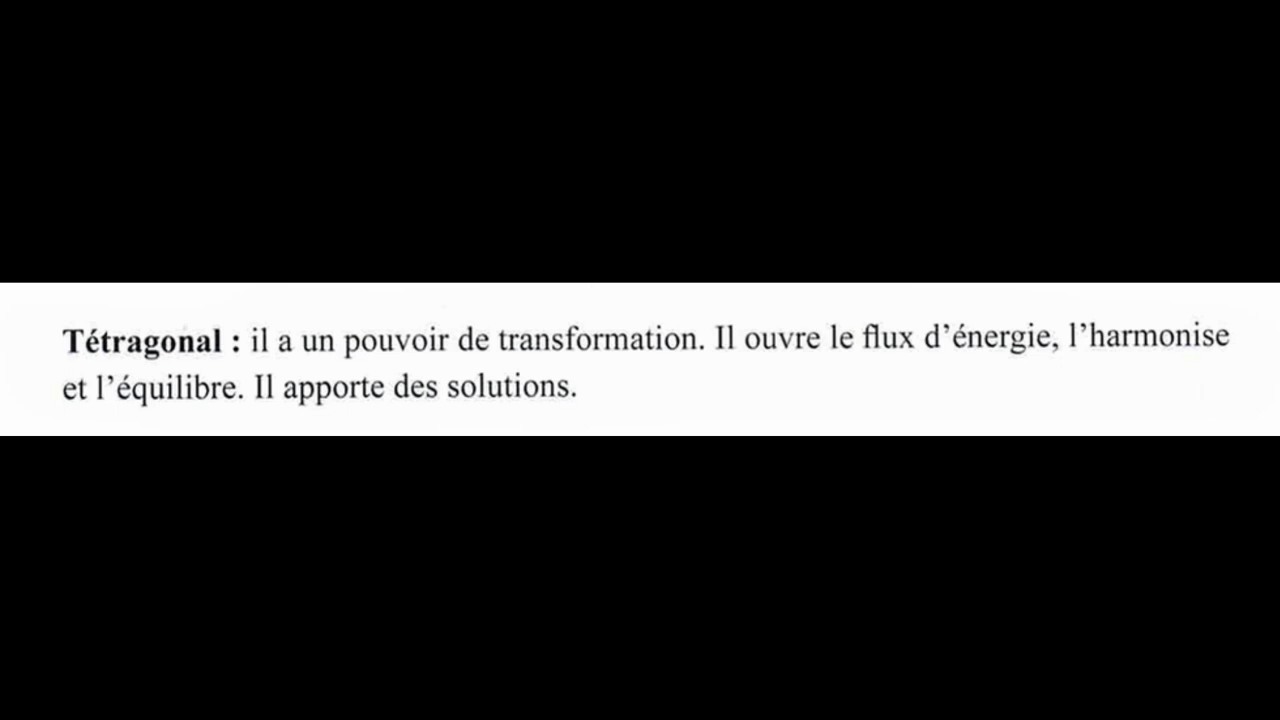 Tétragonal : il a un pouvoir de transformation. Il ouvre le flux d’énergie, l’harmonise
et l’équilibre. Il apporte des solutions.